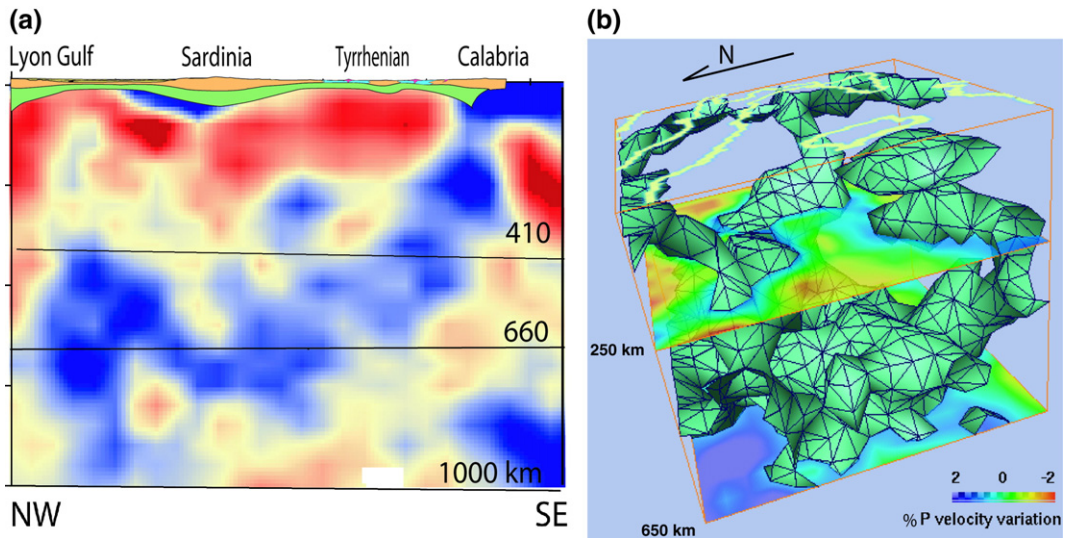 (a)
Lyon Gulf Sardinia Tyrrhenian Calabria
410
660
1000 km
NW SE
(b)
N
250 km
650 km
2 0 -2
% P velocity variation